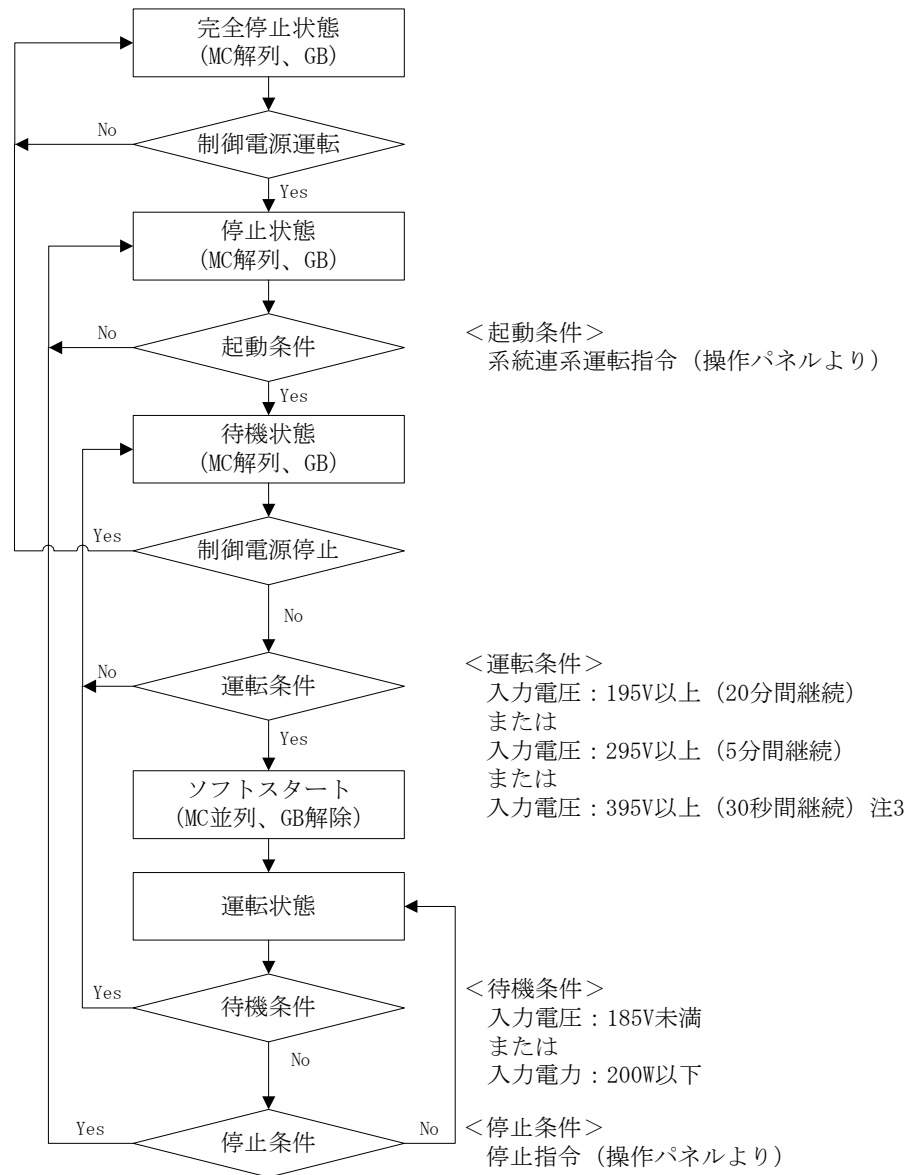 完全停止状態
(MC解列、GB)
No
制御電源運転
Yes
停止状態
(MC解列、GB)
No
起動条件
＜起動条件＞
系統連系運転指令（操作パネルより）
Yes
待機状態
(MC解列、GB)
Yes
制御電源停止
No
No
運転条件
＜運転条件＞
入力電圧：195V以上（20分間継続）
または
入力電圧：295V以上（5分間継続）
または
入力電圧：395V以上（30秒間継続）注3
Yes
ソフトスタート
(MC並列、GB解除)
運転状態
Yes
待機条件
＜待機条件＞
入力電圧：185V未満
または
入力電力：200W以下
No
Yes
停止条件
No
＜停止条件＞
停止指令（操作パネルより）